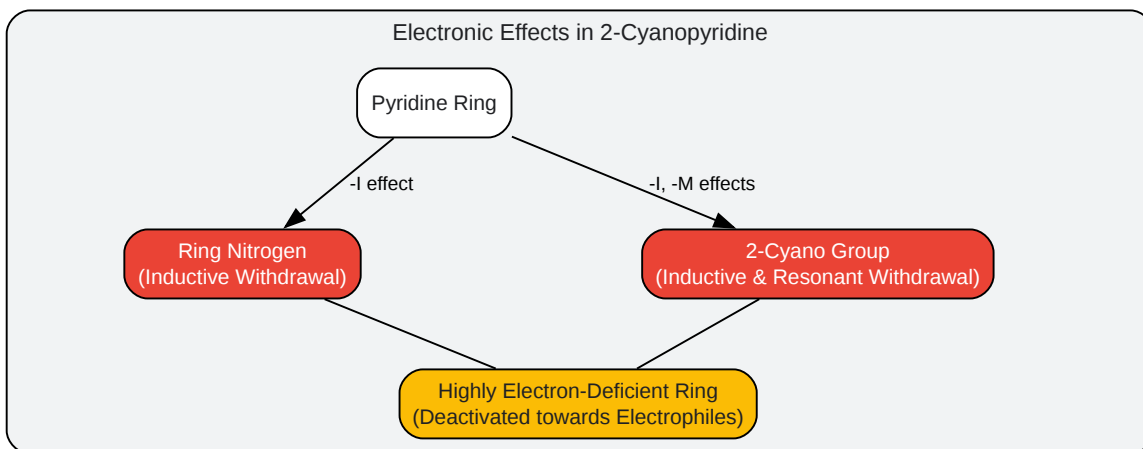 Electronic Effects in 2-Cyanopyridine
Pyridine Ring
-I effect
-I, -M effects
Ring Nitrogen
(Inductive Withdrawal)
2-Cyano Group
(Inductive & Resonant Withdrawal)
Highly Electron-Deficient Ring
(Deactivated towards Electrophiles)